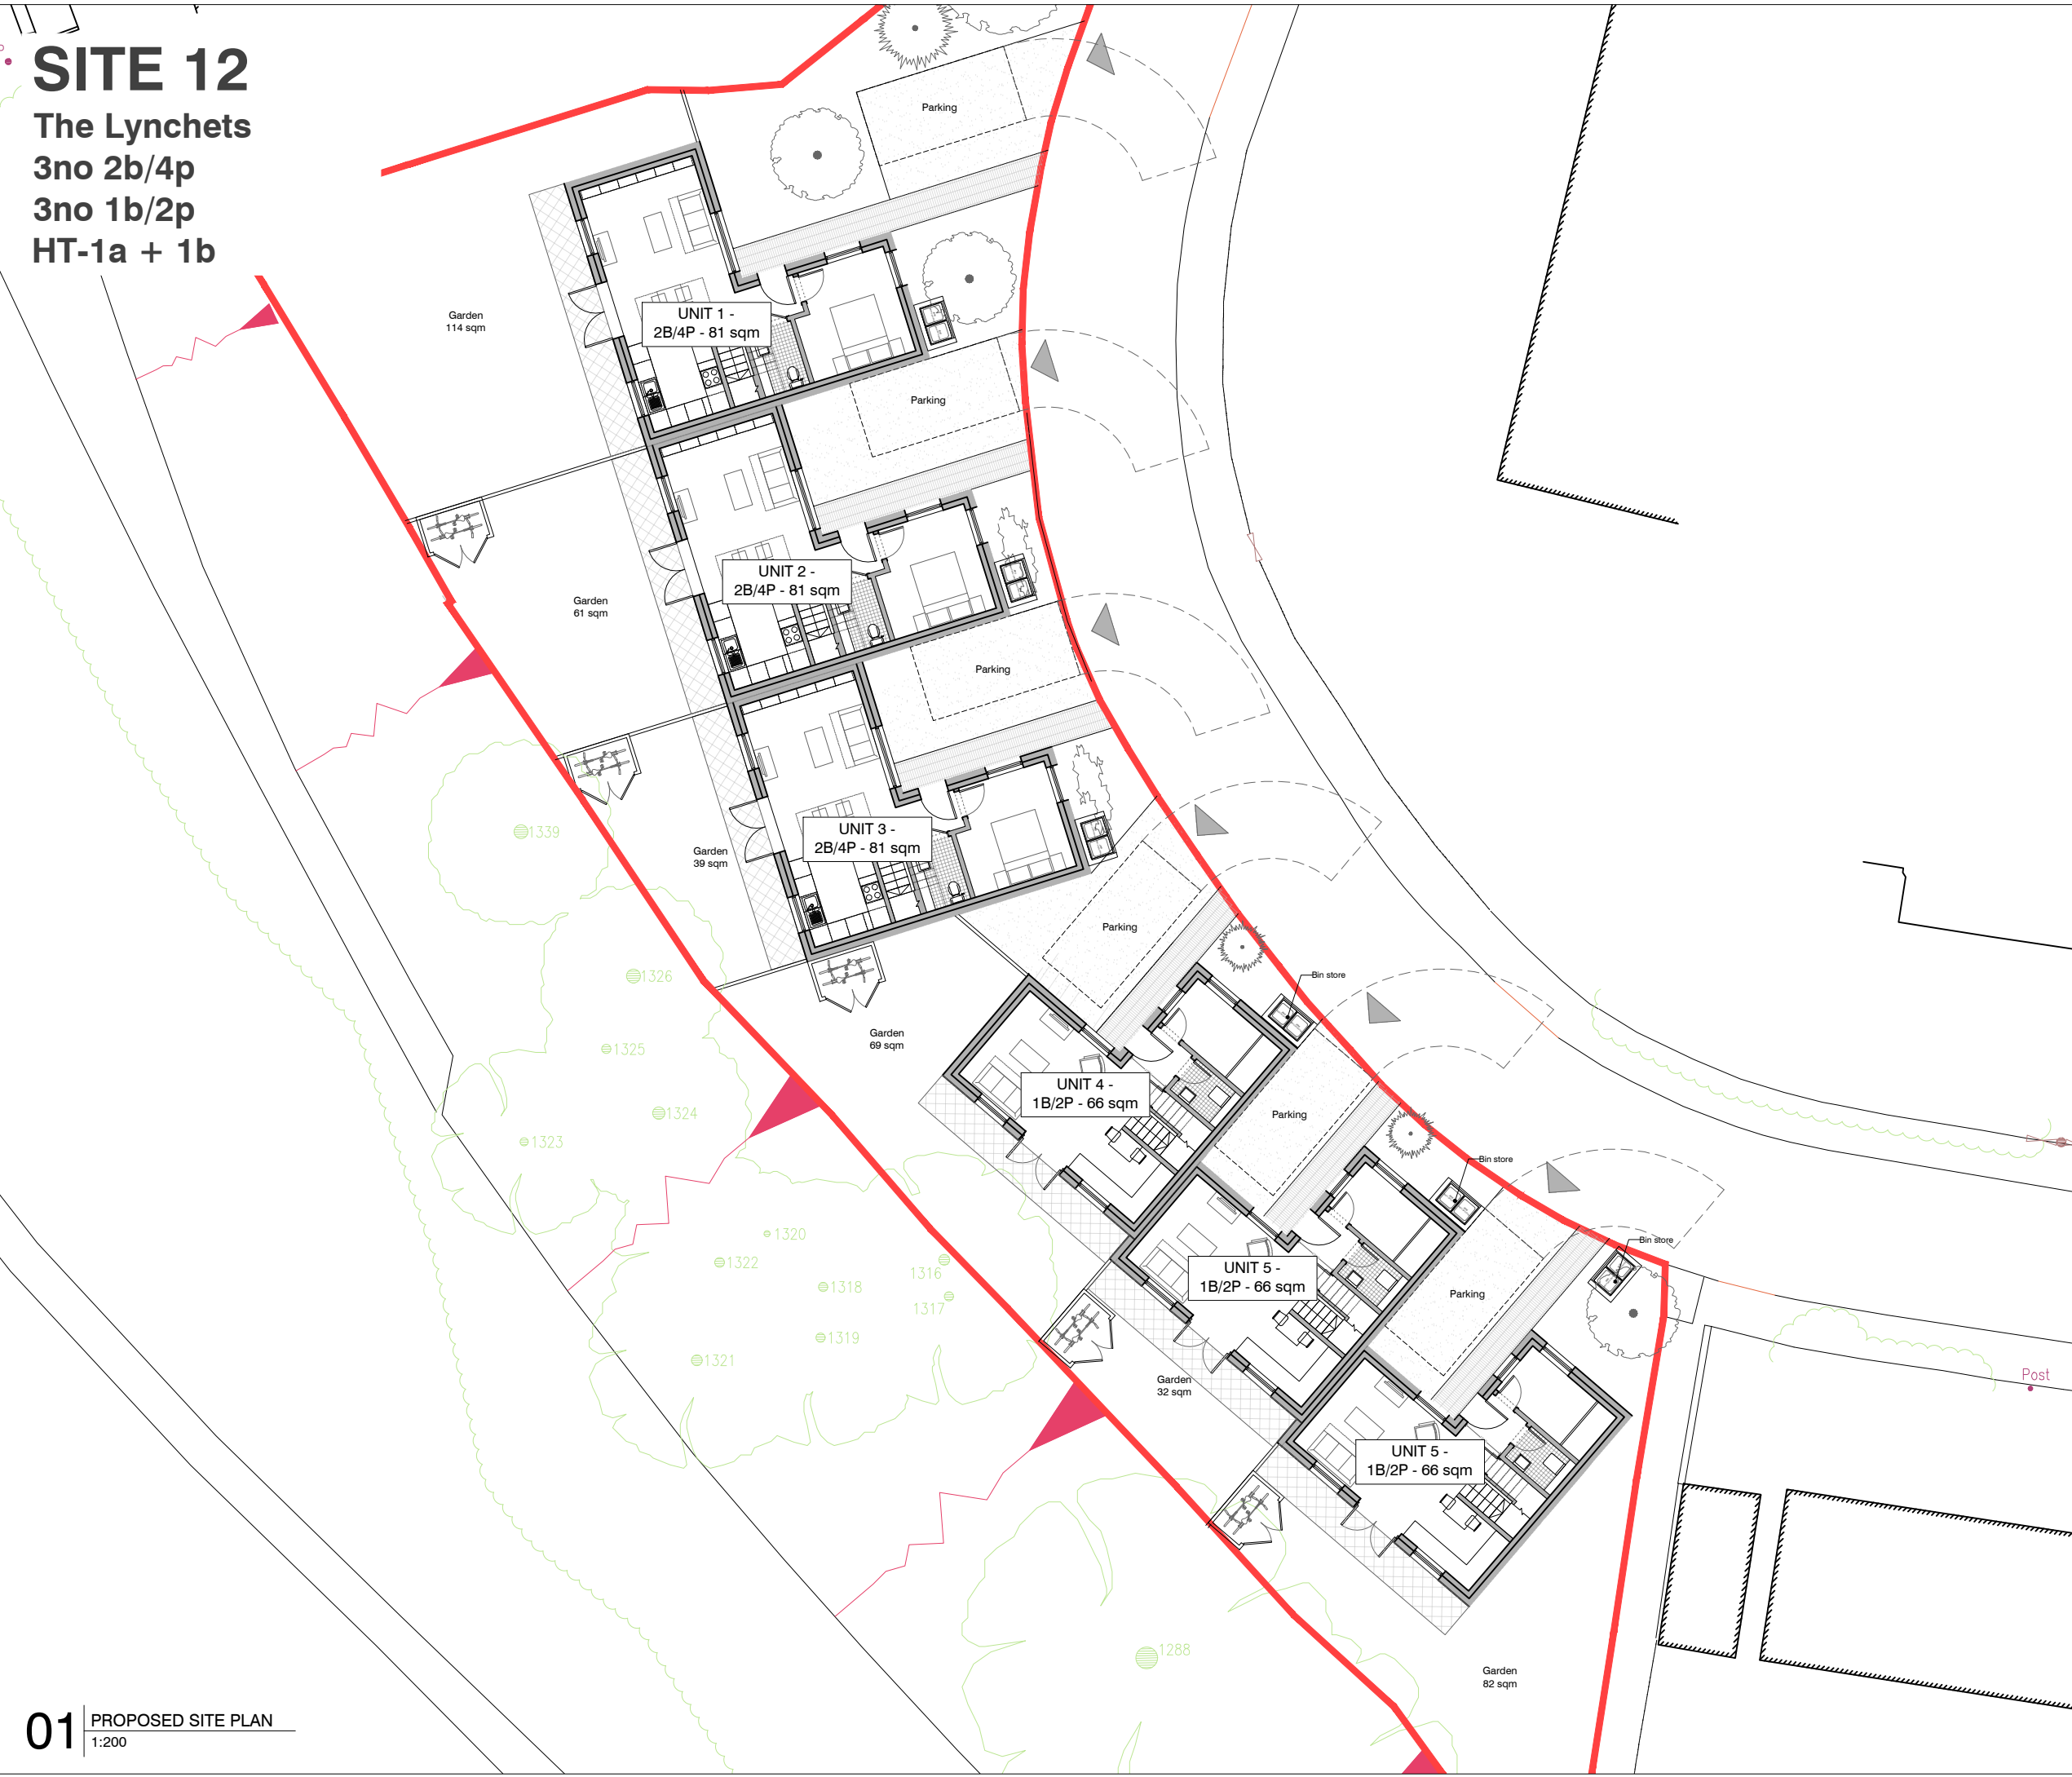 SITE 12
The Lynchets
3no 2b/4p
3no 1b/2p
HT-1a + 1b
Parking
Garden
114 sqm
UNIT 1 -
2B/4P - 81 sqm
Parking
UNIT 2 -
2B/4P - 81 sqm
Garden
61 sqm
Parking
UNIT 3 -
2B/4P - 81 sqm
Garden
39 sqm
1339
Parking
1326
Bin store
Garden
69 sqm
1325
UNIT 4 -
1B/2P - 66 sqm
1324
Parking
1323
Bin store
1320
1322
1316
Bin store
UNIT 5 -
1B/2P - 66 sqm
1318
Parking
1317
1319
1321
Garden
32 sqm
Post
UNIT 5 -
1B/2P - 66 sqm
1288
Garden
82 sqm
01
PROPOSED SITE PLAN
1:200